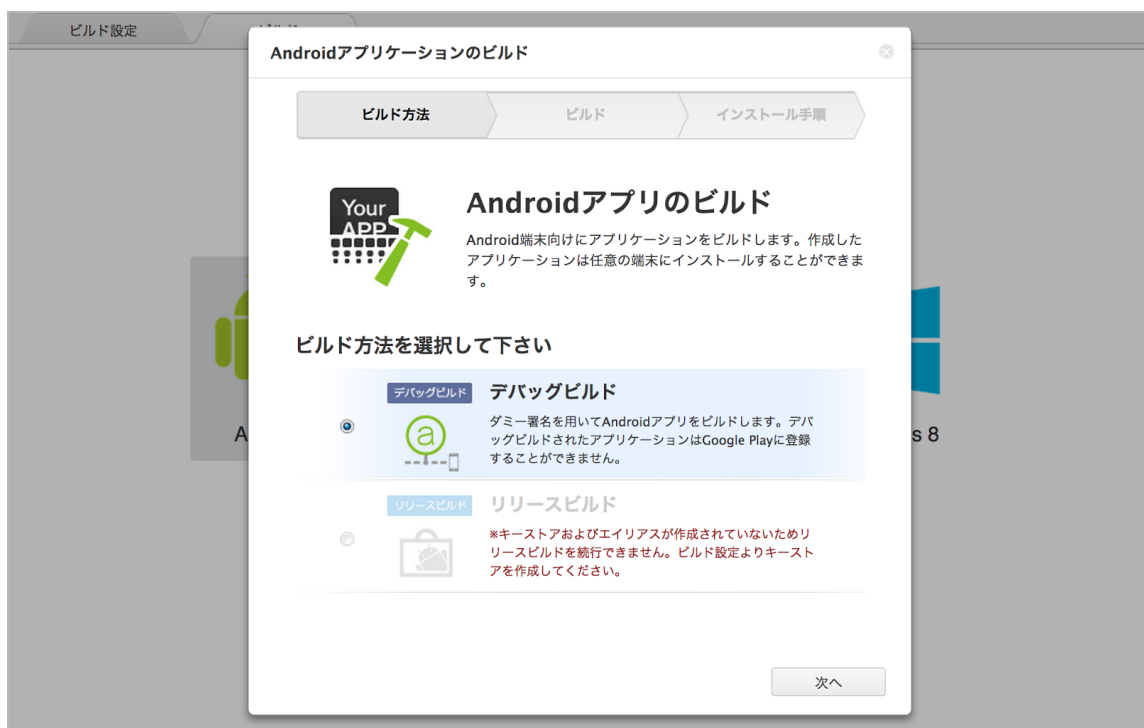 ビルド設定
Androidアプリケーションのビルド
ビルド方法
ビルド
インストール手順
Your
APP
Androidアプリのビルド
Android端末向けにアプリケーションをビルドします。作成した
アプリケーションは任意の端末にインストールすることができま
す。
ビルド方法を選択して下さい
デバッグビルド
デバッグビルド
ダミー署名を用いてAndroidアプリをビルドします。デバ
ッグビルドされたアプリケーションはGoogle Playに登録
することができません。
a
A
s 8
リリースビルド
リリースビルド
※キーストアおよびエイリアスが作成されていないためリ
リースビルドを続行できません。ビルド設定よりキースト
アを作成してください。
次へ